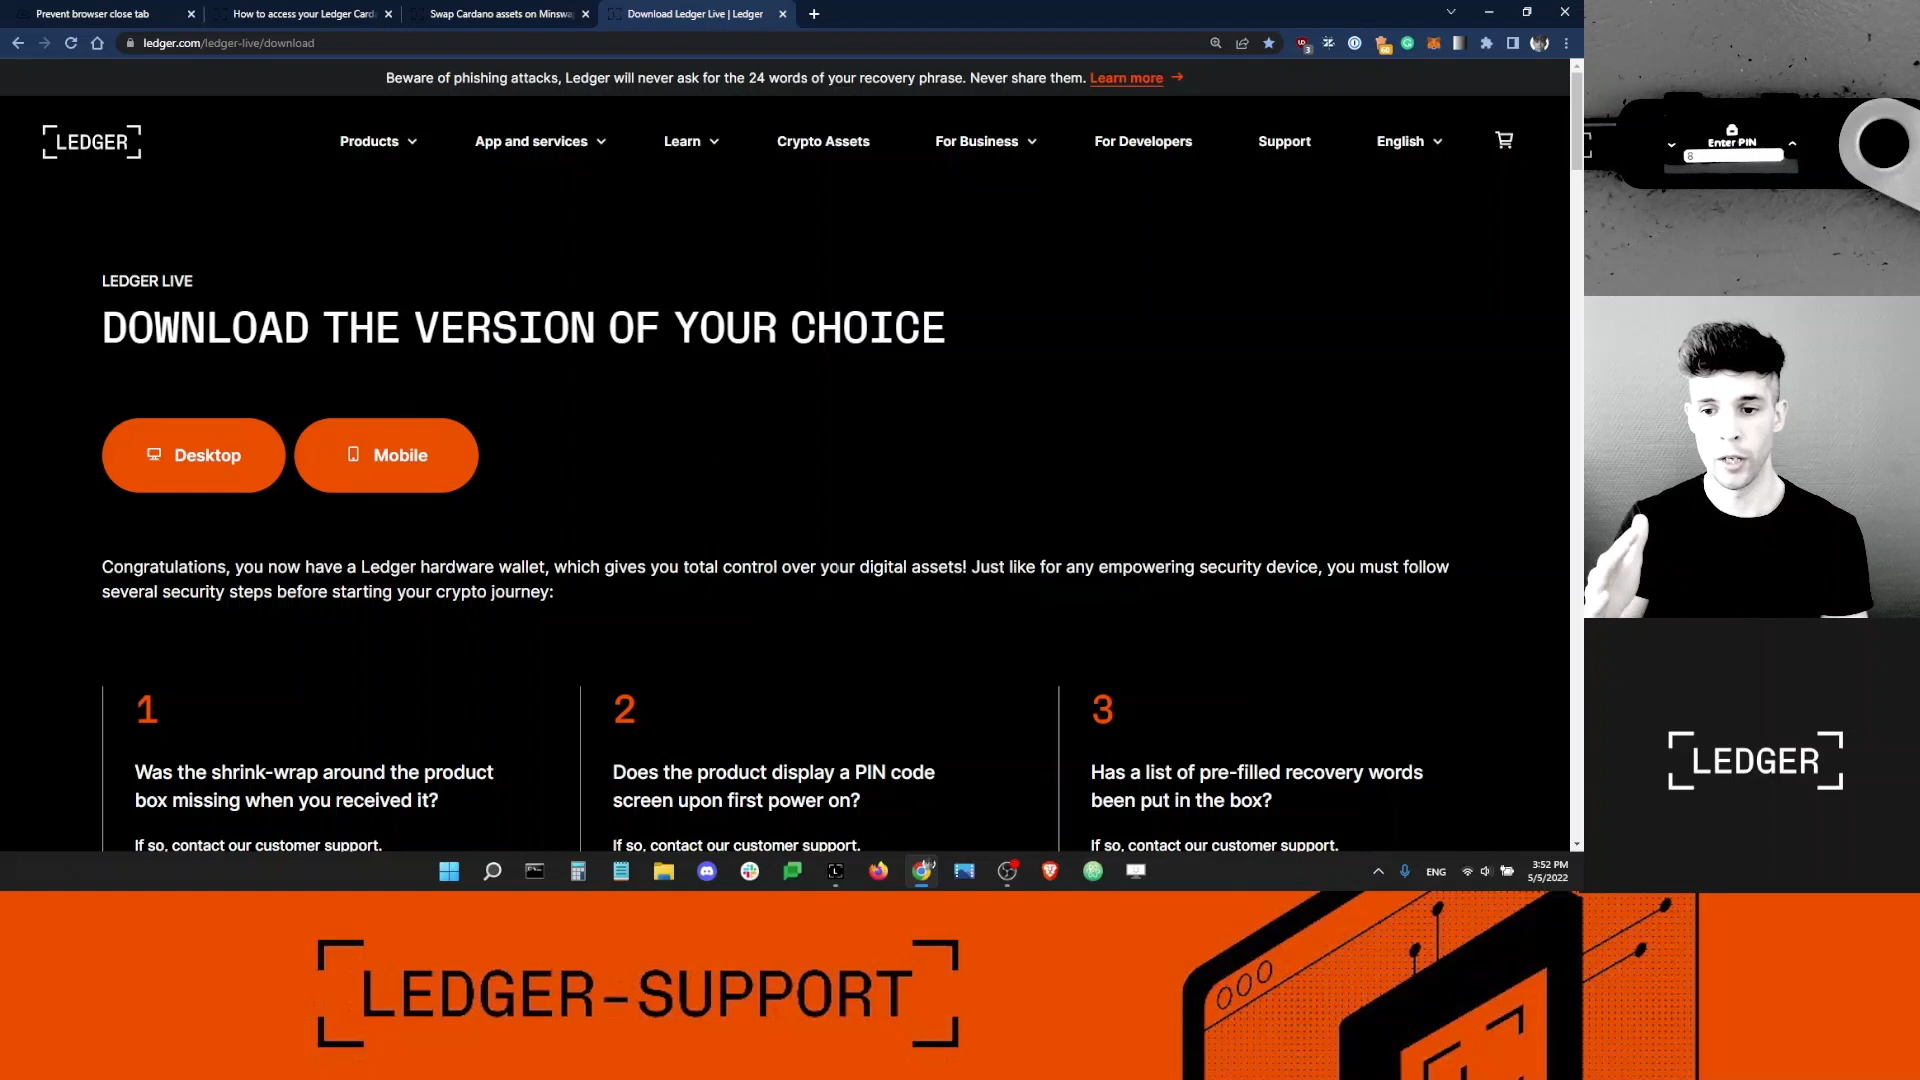 Prevent browser close tab
How to access your Ledger Card
Swap Cardano assets on Minswap
Download Ledger Live | Ledger
ledger.com/ledger-live/download
Beware of phishing attacks, Ledger will never ask for the 24 words of your recovery phrase. Never share them. Learn more
LEDGER
Products
App and services
Learn
Crypto Assets
For Business
For Developers
Support
English
LEDGER LIVE
DOWNLOAD THE VERSION OF YOUR CHOICE
Desktop
Mobile
Congratulations, you now have a Ledger hardware wallet, which gives you total control over your digital assets! Just like for any empowering security device, you must follow
several security steps before starting your crypto journey:
1
Was the shrink-wrap around the product
box missing when you received it?
If so, contact our customer support.
2
Does the product display a PIN code
screen upon first power on?
If so, contact our customer support.
3
Has a list of pre-filled recovery words
been put in the box?
If so, contact our customer support.
ENG
3:52 PM
5/5/2022
Enter PIN
8
LEDGER
LEDGER-SUPPORT